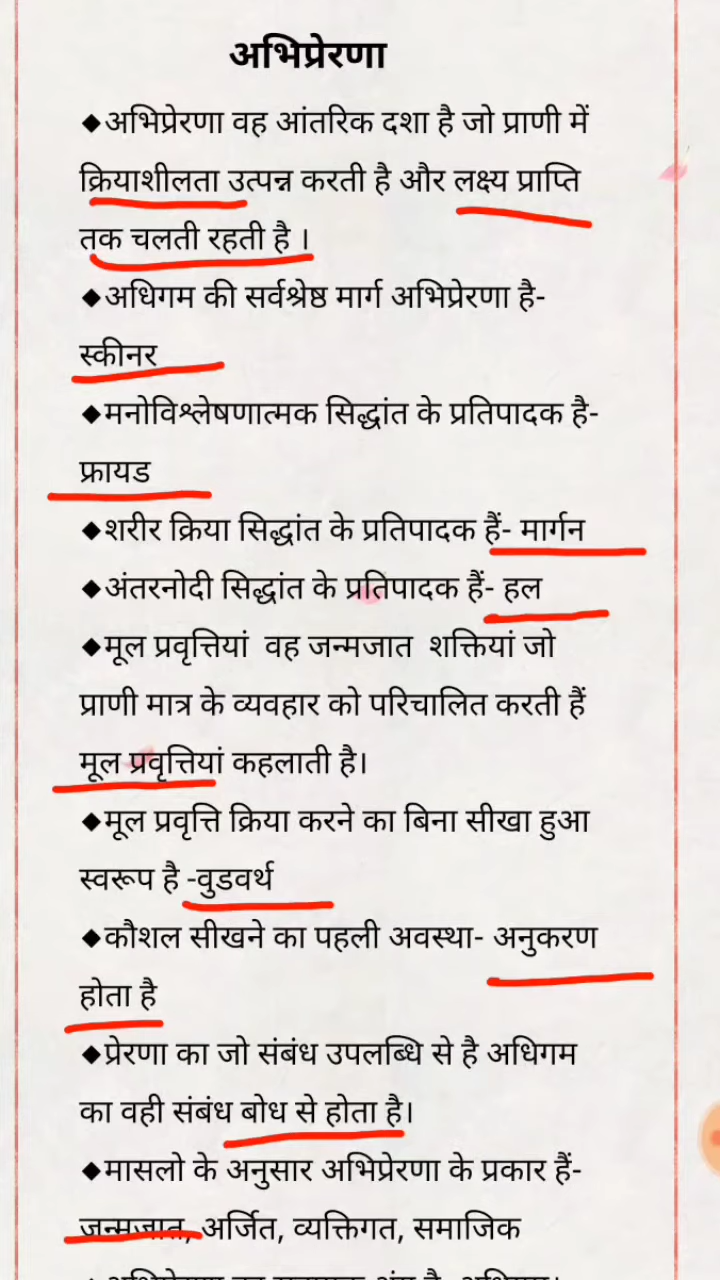 अभिप्रेरणा
◆अभिप्रेरणा वह आंतरिक दशा है जो प्राणी में
क्रियाशीलता उत्पन्न करती है और लक्ष्य प्राप्ति
तक चलती रहती है ।
◆अधिगम की सर्वश्रेष्ठ मार्ग अभिप्रेरणा है-
स्कीनर
◆मनोविश्लेषणात्मक सिद्धांत के प्रतिपादक है-
फ्रायड
◆शरीर क्रिया सिद्धांत के प्रतिपादक हैं- मार्गन
◆अंतरनोदी सिद्धांत के प्रतिपादक हैं- हल
◆मूल प्रवृत्तियां वह जन्मजात शक्तियां जो
प्राणी मात्र के व्यवहार को परिचालित करती हैं
मूल प्रवृत्तियां कहलाती है।
◆मूल प्रवृत्ति क्रिया करने का बिना सीखा हुआ
स्वरूप है -वुडवर्थ
◆कौशल सीखने का पहली अवस्था- अनुकरण
होता है
◆प्रेरणा का जो संबंध उपलब्धि से है अधिगम
का वही संबंध बोध से होता है।
◆मासलो के अनुसार अभिप्रेरणा के प्रकार हैं-
जन्मजात, अर्जित, व्यक्तिगत, समाजिक